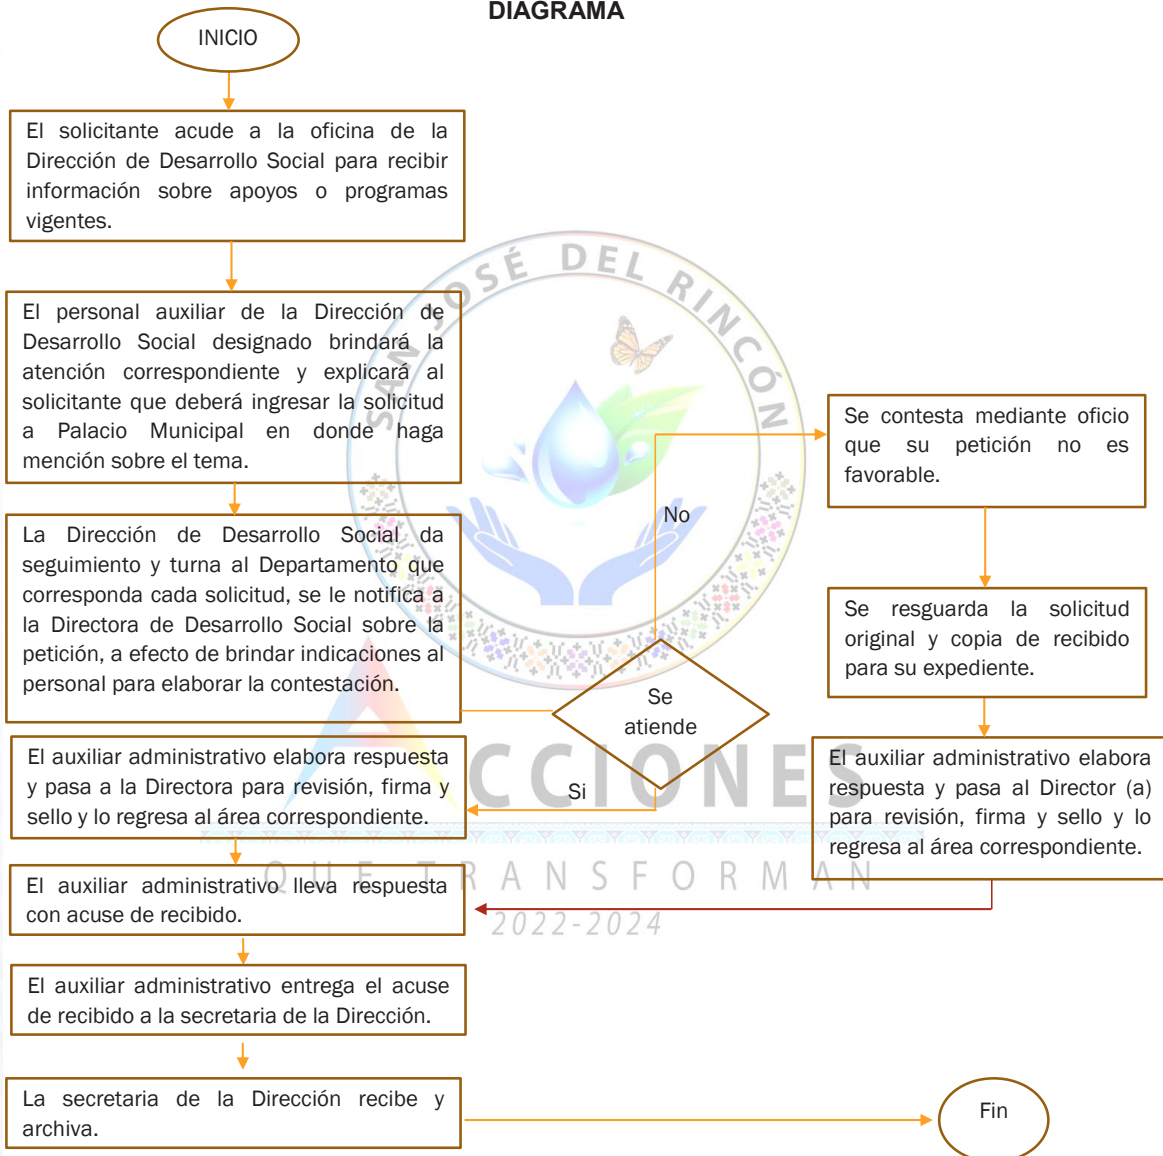 DIAGRAMA
INICIO
El solicitante acude a la oficina de la
Dirección de Desarrollo Social para recibir
información sobre apoyos o programas
vigentes.
El personal auxiliar de la Dirección de
Desarrollo Social designado brindará la
atención correspondiente y explicará al
solicitante que deberá ingresar la solicitud
a Palacio Municipal en donde haga
mención sobre el tema.
La Dirección de Desarrollo Social da
seguimiento y turna al Departamento que
corresponda cada solicitud, se le notifica a
la Directora de Desarrollo Social sobre la
petición, a efecto de brindar indicaciones al
personal para elaborar la contestación.
Se
atiende
No
Se contesta mediante oficio
que su petición no es
favorable.
Se resguarda la solicitud
original y copia de recibido
para su expediente.
El auxiliar administrativo elabora
respuesta y pasa al Director (a)
para revisión, firma y sello y lo
regresa al área correspondiente.
Si
El auxiliar administrativo elabora respuesta
y pasa a la Directora para revisión, firma y
sello y lo regresa al área correspondiente.
El auxiliar administrativo lleva respuesta
con acuse de recibido.
El auxiliar administrativo entrega el acuse
de recibido a la secretaria de la Dirección.
La secretaria de la Dirección recibe y
archiva.
Fin
SAN JOSÉ DEL RINCÓN
ACCIONES
QUE TRANSFORMAN
2022-2024